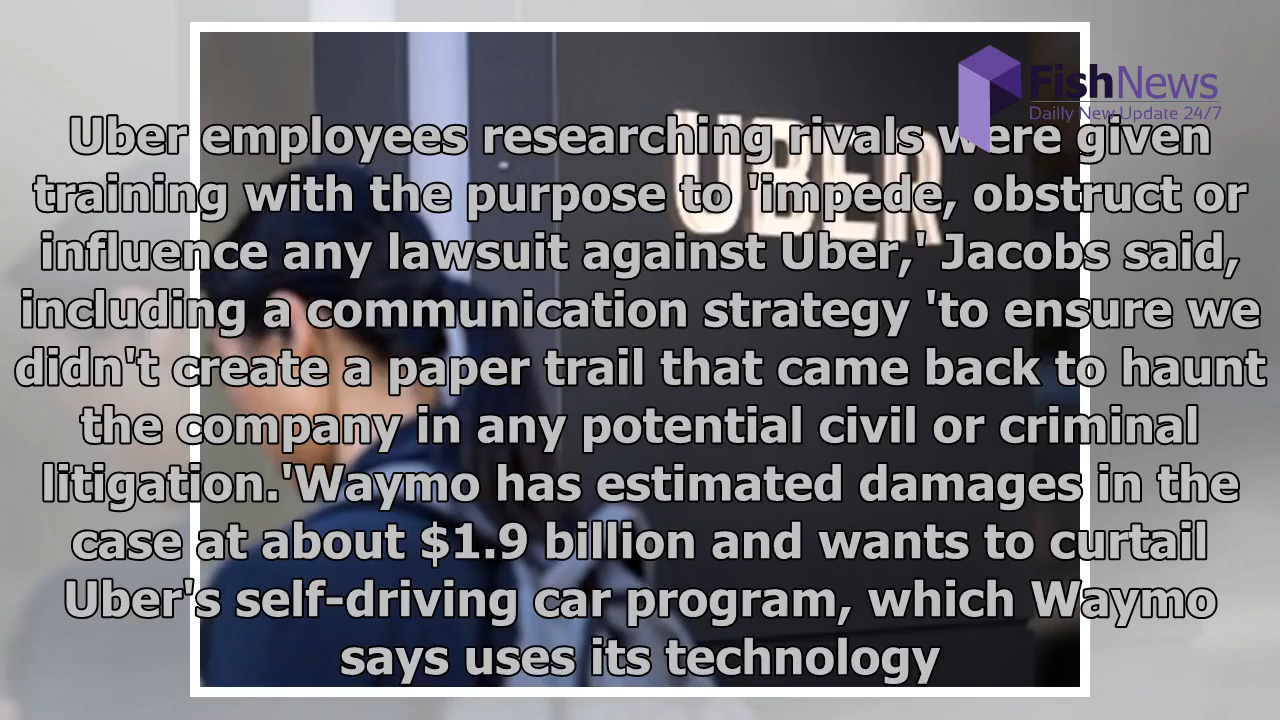 FishNews
Dailly New Update 24/7
UBER
Uber employees researching rivals were given
training with the purpose to 'impede, obstruct or
influence any lawsuit against Uber,' Jacobs said,
including a communication strategy 'to ensure we
didn't create a paper trail that came back to haunt
the company in any potential civil or criminal
litigation.'Waymo has estimated damages in the
case at about $1.9 billion and wants to curtail
Uber's self-driving car program, which Waymo
says uses its technology